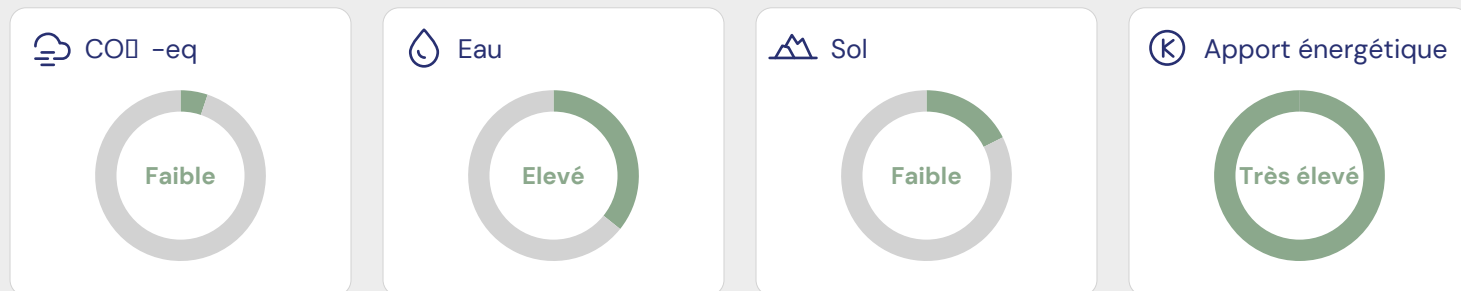 CO▯ -eq
Faible
Eau
Elevé
Sol
Faible
Apport énergétique
Très élevé